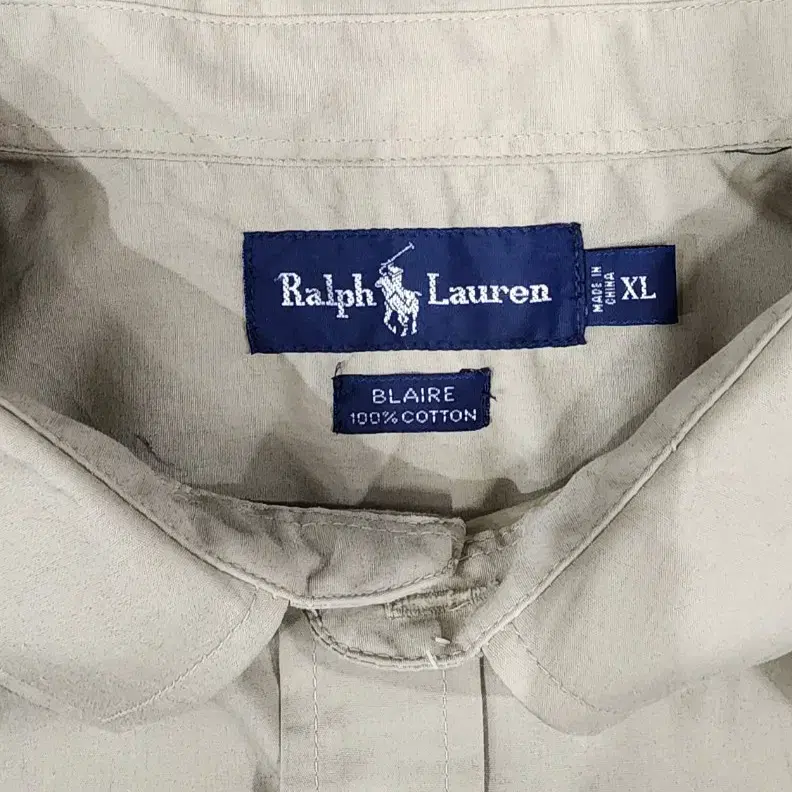 Ralph Lauren
MADE IN
CHINA
XL
BLAIRE
100% COTTON